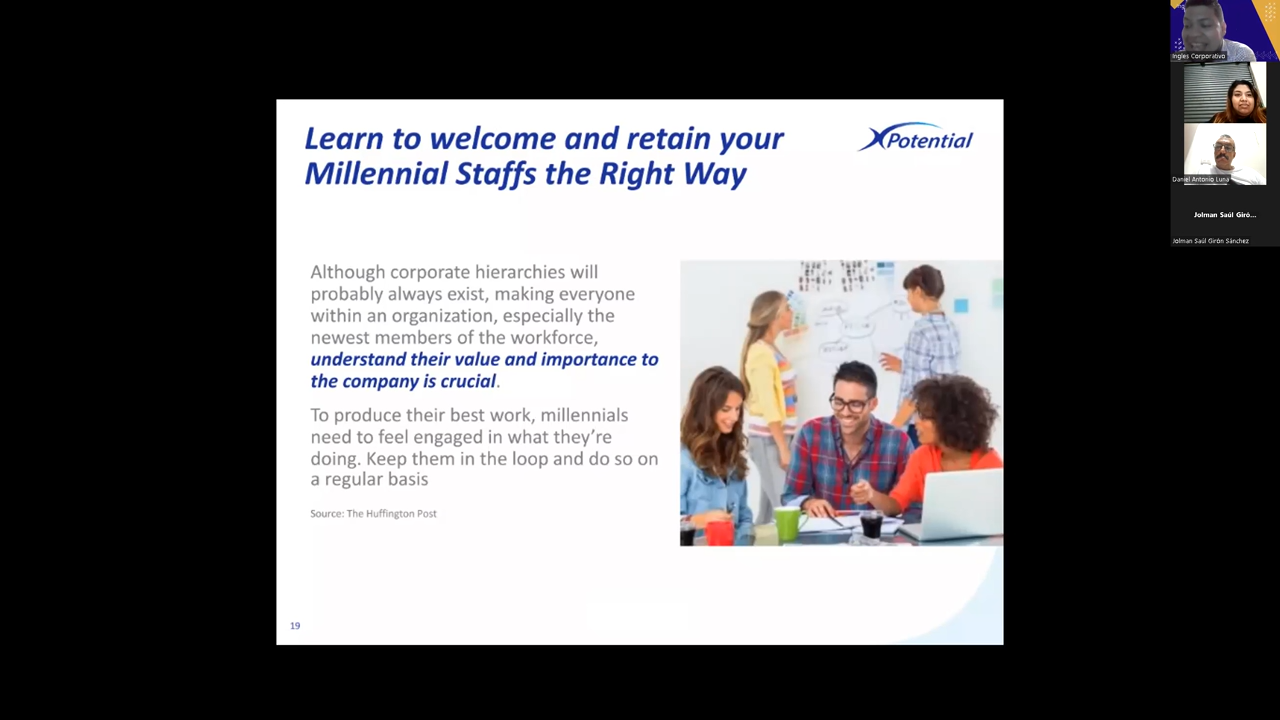 Learn to welcome and retain your
Millennial Staffs the Right Way
XPotential
Although corporate hierarchies will
probably always exist, making everyone
within an organization, especially the
newest members of the workforce,
understand their value and importance to
the company is crucial.
To produce their best work, millennials
need to feel engaged in what they're
doing. Keep them in the loop and do so on
a regular basis
Source: The Huffington Post
19
Ingles Corporativo
Daniel Antonio Luna
Jolman Saúl Giró...
Jolman Saúl Girón Sánchez